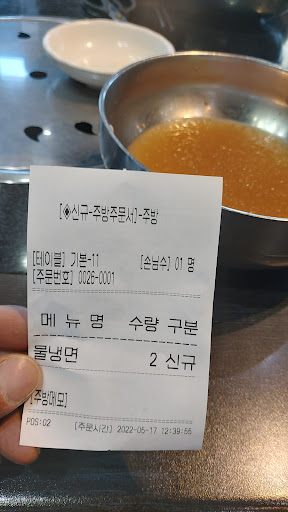 [◈신규-주방주문서]-주방
[테이블] 기본-11 [손님수] 01 명
[주문번호] 0026-0001
메 뉴 명 수량 구분
물냉면 2 신규
[주방메모]
POS:02 [주문시간] 2022-05-17 12:39:55